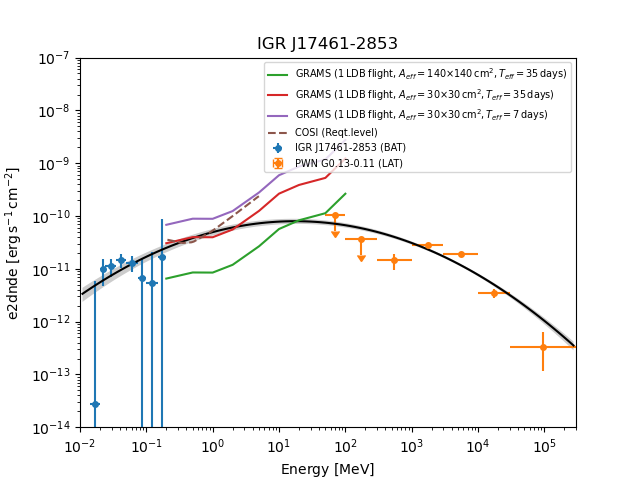 IGR J17461-2853
GRAMS (1 LDB flight, A_eff = 140×140 cm², T_eff = 35 days)
GRAMS (1 LDB flight, A_eff = 30×30 cm², T_eff = 35 days)
GRAMS (1 LDB flight, A_eff = 30×30 cm², T_eff = 7 days)
COSI (Reqt.level)
IGR J17461-2853 (BAT)
PWN G0.13-0.11 (LAT)
e2dnde [erg s⁻¹ cm⁻²]
10⁻⁷
10⁻⁸
10⁻⁹
10⁻¹⁰
10⁻¹¹
10⁻¹²
10⁻¹³
10⁻¹⁴
10⁻² 10⁻¹ 10⁰ 10¹ 10² 10³ 10⁴ 10⁵
Energy [MeV]